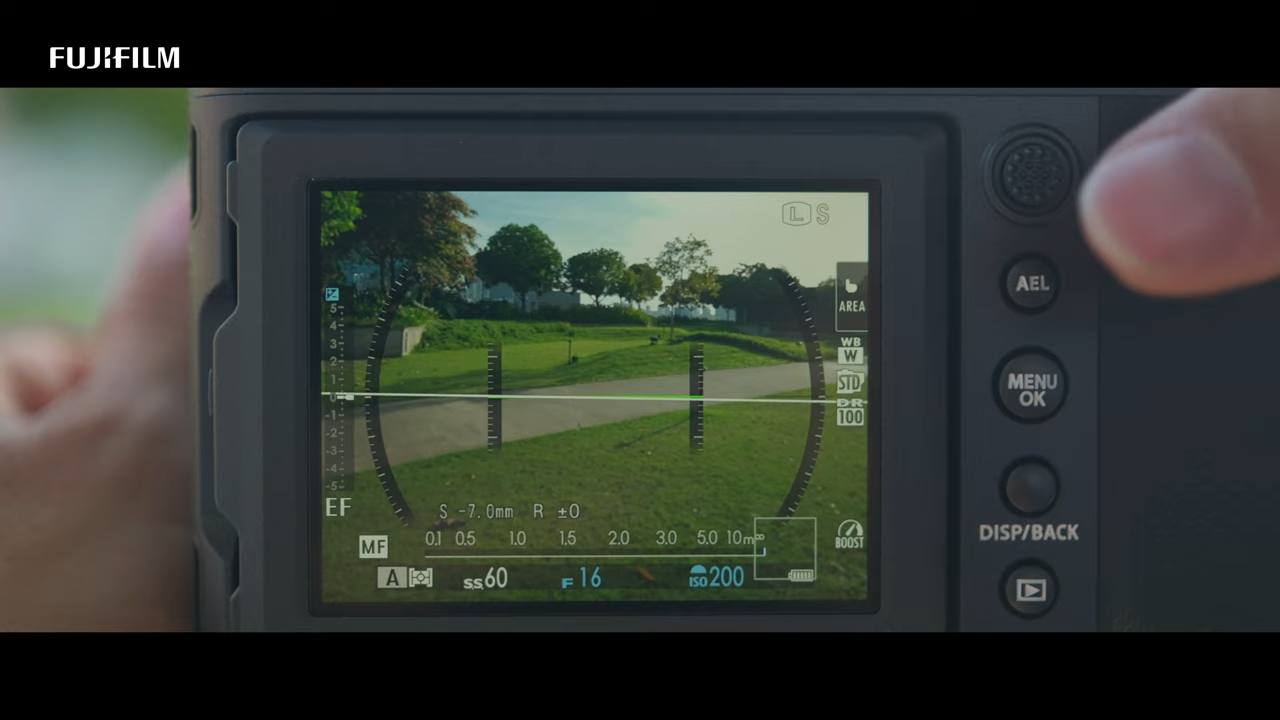 FUJIFILM
L S
AREA
5
4
3
2
1
0
-1
-2
-3
-4
-5
WB
W
STD
DR
100
AEL
MENU
OK
EF
S -7.0mm R ±0
0.1 0.5 1.0 1.5 2.0 3.0 5.0 10m ∞
BOOST
DISP/BACK
MF
A S.S. 60 F 16 ISO 200